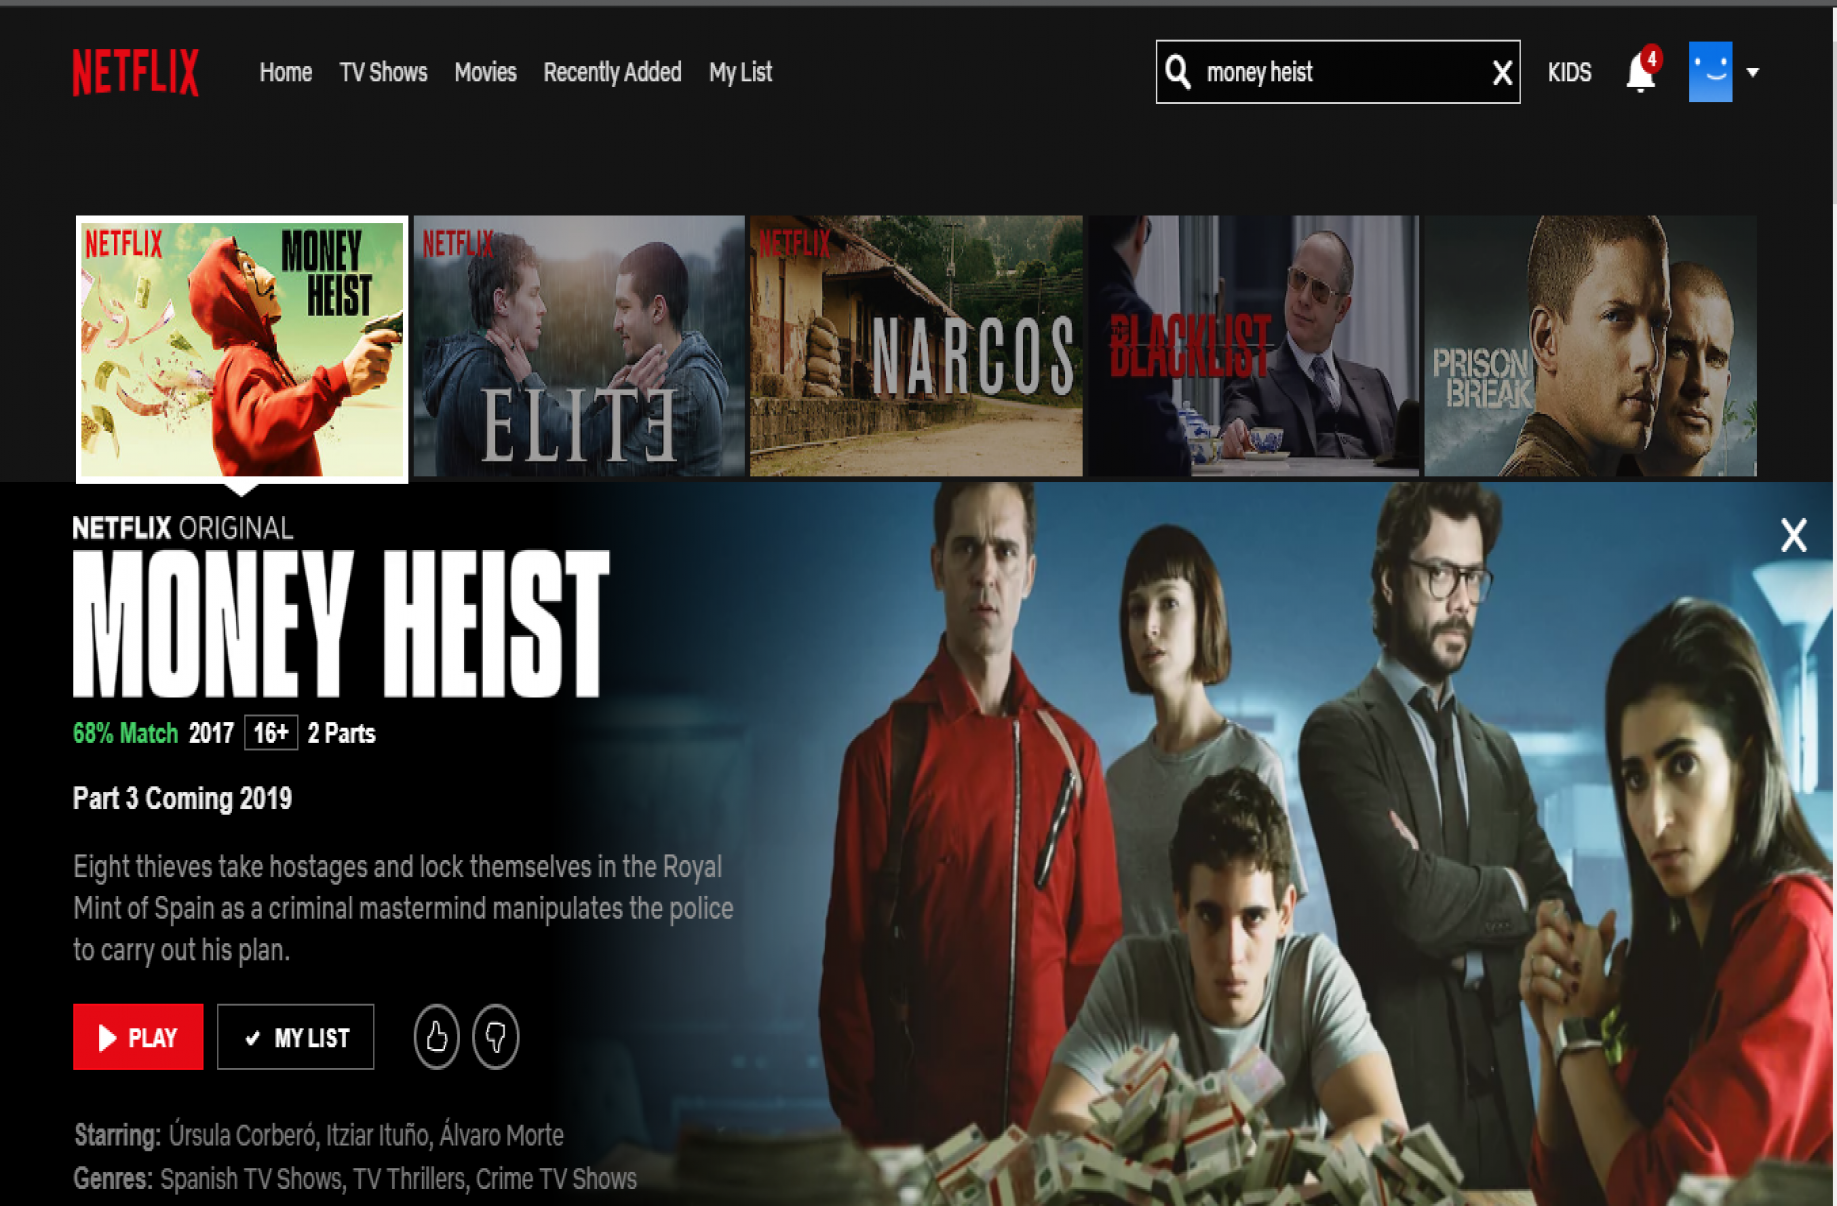 NETFLIX Home TV Shows Movies Recently Added My List money heist X KIDS 4
NETFLIX
MONEY
HEIST
NETFLIX
ELITE
NETFLIX
NARCOS
THE
BLACKLIST
PRISON
BREAK
NETFLIX ORIGINAL
MONEY HEIST
68% Match 2017 16+ 2 Parts
Part 3 Coming 2019
Eight thieves take hostages and lock themselves in the Royal
Mint of Spain as a criminal mastermind manipulates the police
to carry out his plan.
PLAY MY LIST
Starring: Úrsula Corberó, Itziar Ituño, Álvaro Morte
Genres: Spanish TV Shows, TV Thrillers, Crime TV Shows